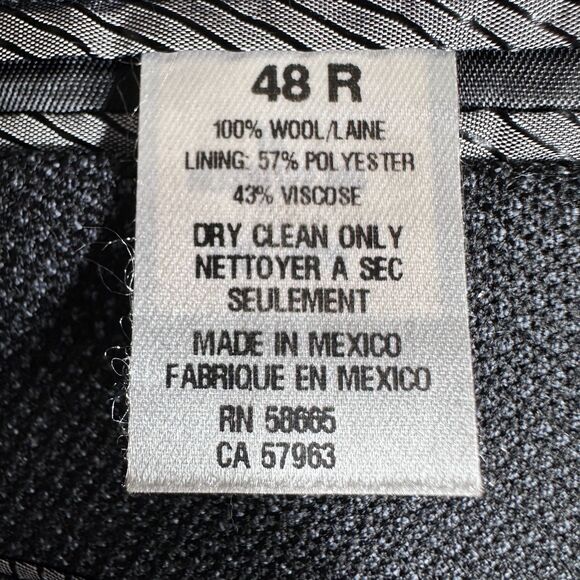 48 R
100% WOOL/LAINE
LINING: 57% POLYESTER
43% VISCOSE
DRY CLEAN ONLY
NETTOYER A SEC
SEULEMENT
MADE IN MEXICO
FABRIQUE EN MEXICO
RN 58665
CA 57963